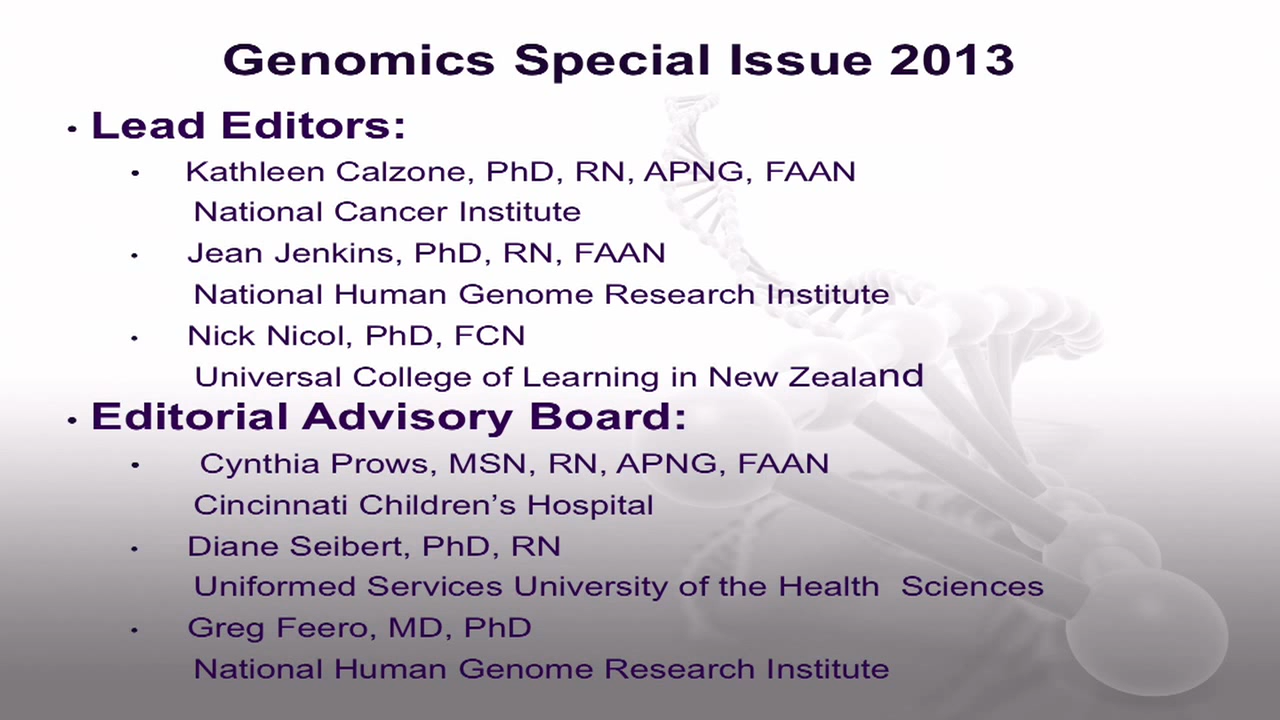 Genomics Special Issue 2013
• Lead Editors:
• Kathleen Calzone, PhD, RN, APNG, FAAN
National Cancer Institute
• Jean Jenkins, PhD, RN, FAAN
National Human Genome Research Institute
• Nick Nicol, PhD, FCN
Universal College of Learning in New Zealand
• Editorial Advisory Board:
• Cynthia Prows, MSN, RN, APNG, FAAN
Cincinnati Children’s Hospital
• Diane Seibert, PhD, RN
Uniformed Services University of the Health Sciences
• Greg Feero, MD, PhD
National Human Genome Research Institute